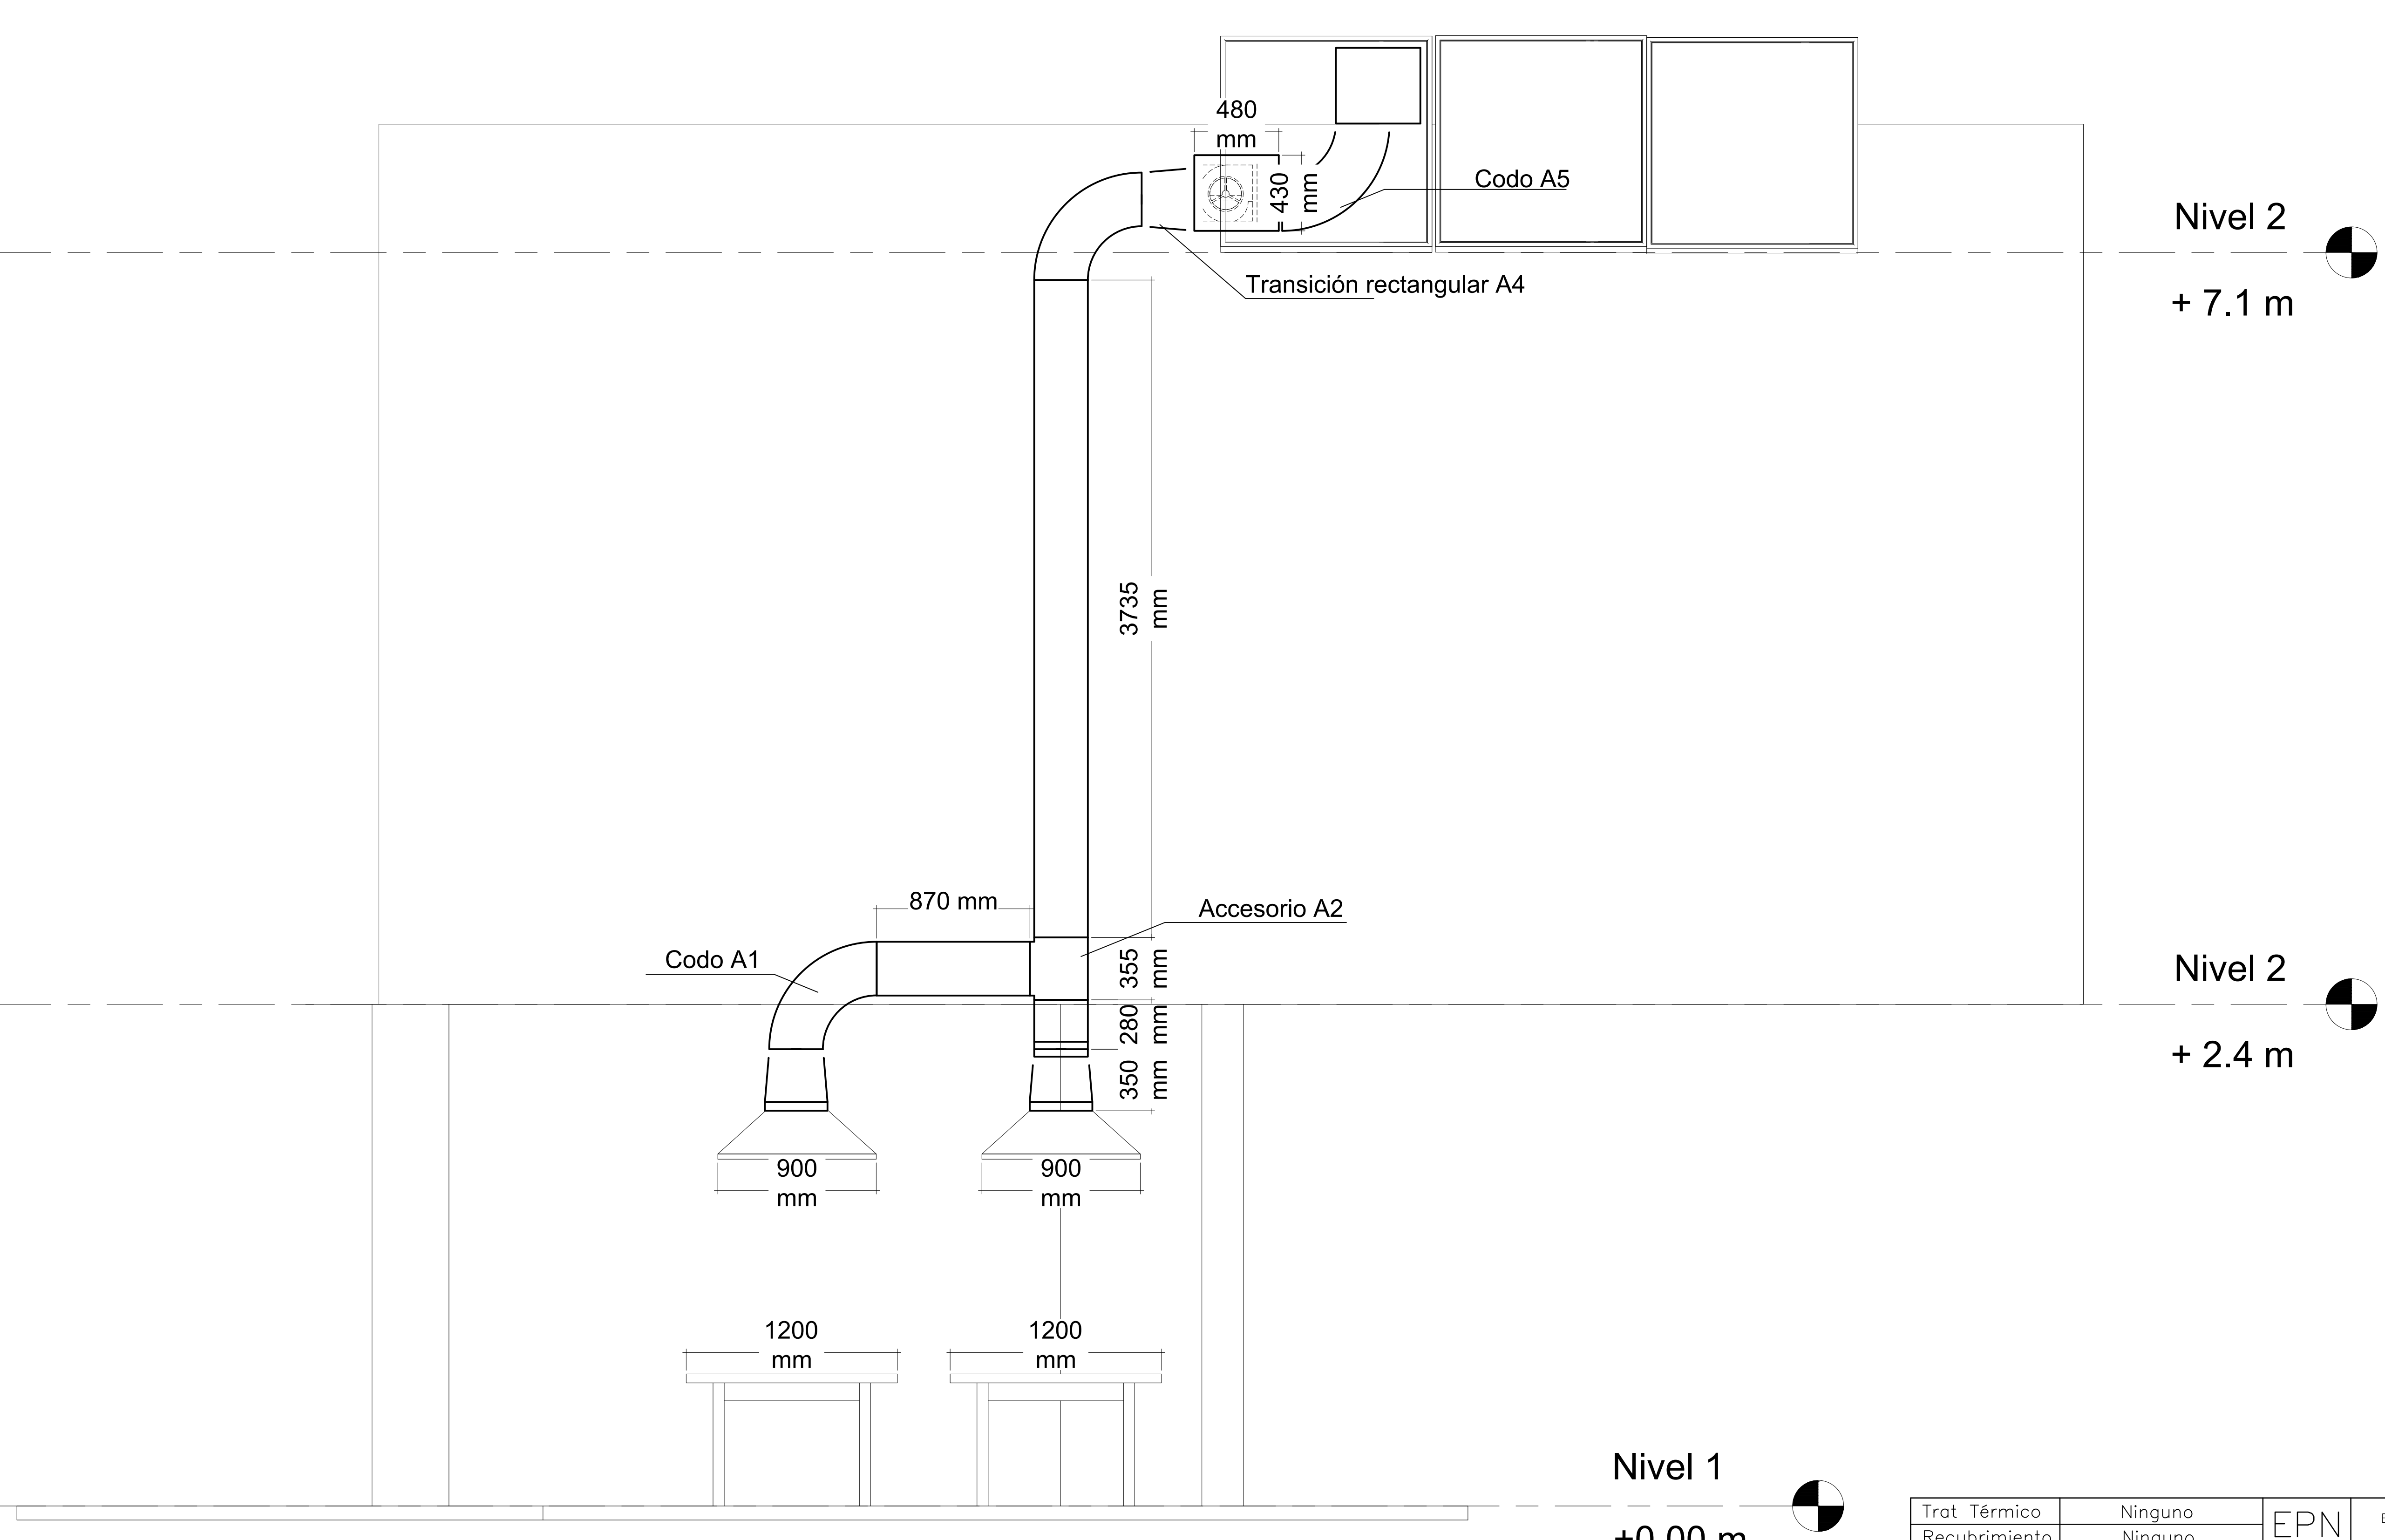 480
mm
430
mm
Codo A5
Nivel 2
+ 7.1 m
Transición rectangular A4
3735
mm
870 mm
Accesorio A2
Codo A1
355
mm
280
mm
350
mm
Nivel 2
+ 2.4 m
900
mm
900
mm
1200
mm
1200
mm
Nivel 1
+0.00 m
Trat Térmico
Ninguno
EPN
Recubrimiento
Ninguno